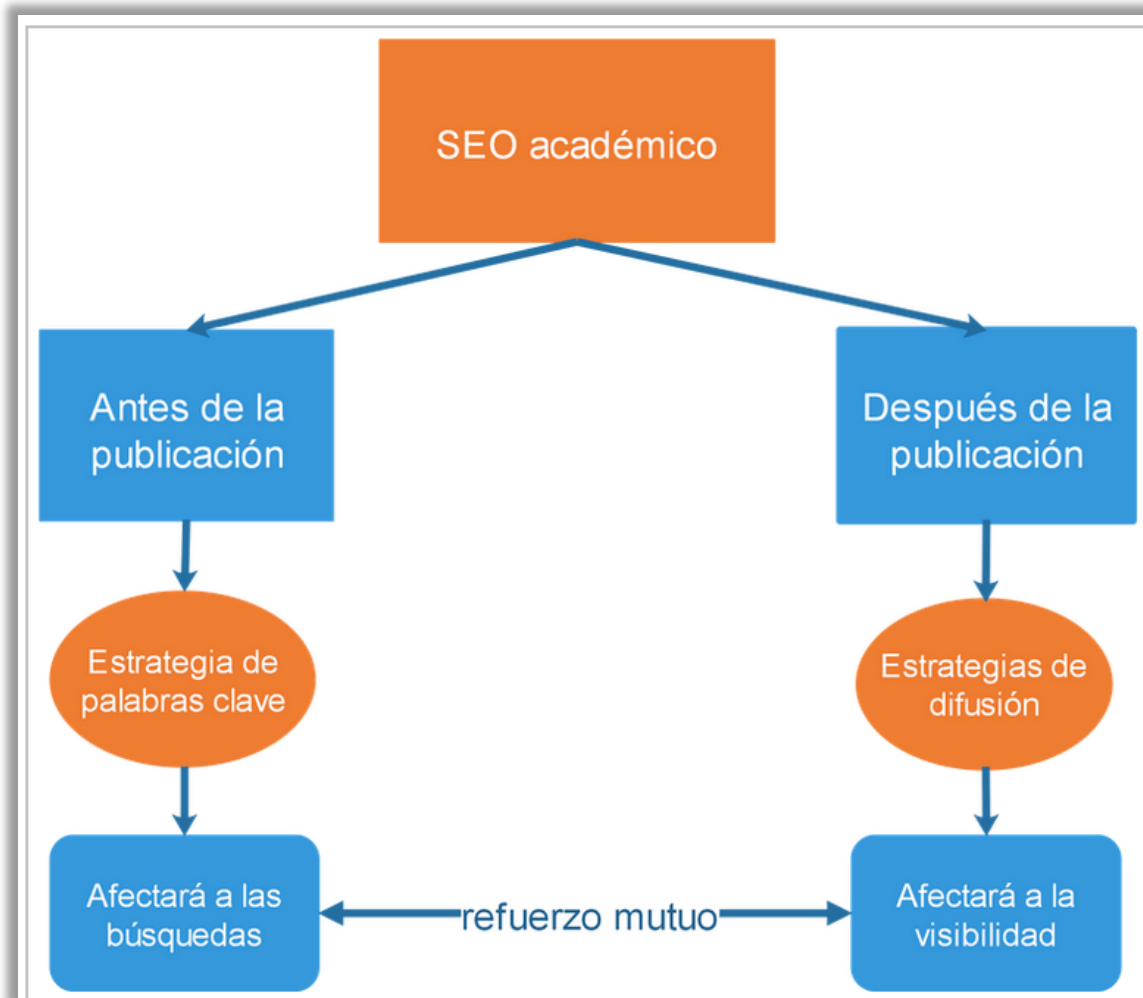 SEO académico
Antes de la
publicación
Después de la
publicación
Estrategia de
palabras clave
Estrategias de
difusión
Afectará a las
búsquedas
refuerzo mutuo
Afectará a la
visibilidad